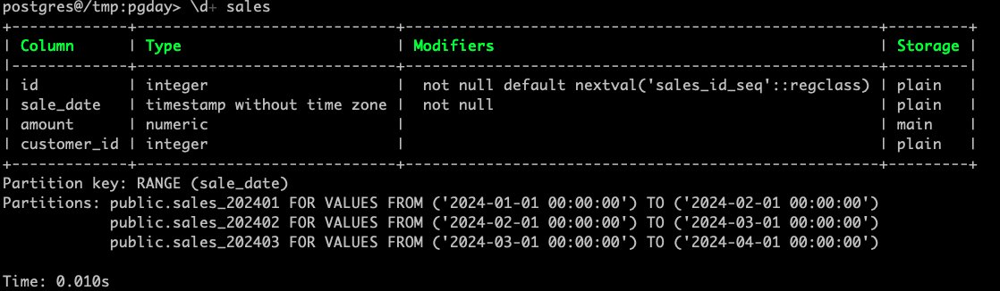 postgres@/tmp:pgday> \d+ sales
+-------------+-----------------------------+-----------------------------------------------------+---------+
| Column      | Type                        | Modifiers                                           | Storage |
|-------------+-----------------------------+-----------------------------------------------------+---------|
| id          | integer                     |  not null default nextval('sales_id_seq'::regclass) | plain   |
| sale_date   | timestamp without time zone |  not null                                           | plain   |
| amount      | numeric                     |                                                     | main    |
| customer_id | integer                     |                                                     | plain   |
+-------------+-----------------------------+-----------------------------------------------------+---------+
Partition key: RANGE (sale_date)
Partitions: public.sales_202401 FOR VALUES FROM ('2024-01-01 00:00:00') TO ('2024-02-01 00:00:00')
            public.sales_202402 FOR VALUES FROM ('2024-02-01 00:00:00') TO ('2024-03-01 00:00:00')
            public.sales_202403 FOR VALUES FROM ('2024-03-01 00:00:00') TO ('2024-04-01 00:00:00')

Time: 0.010s